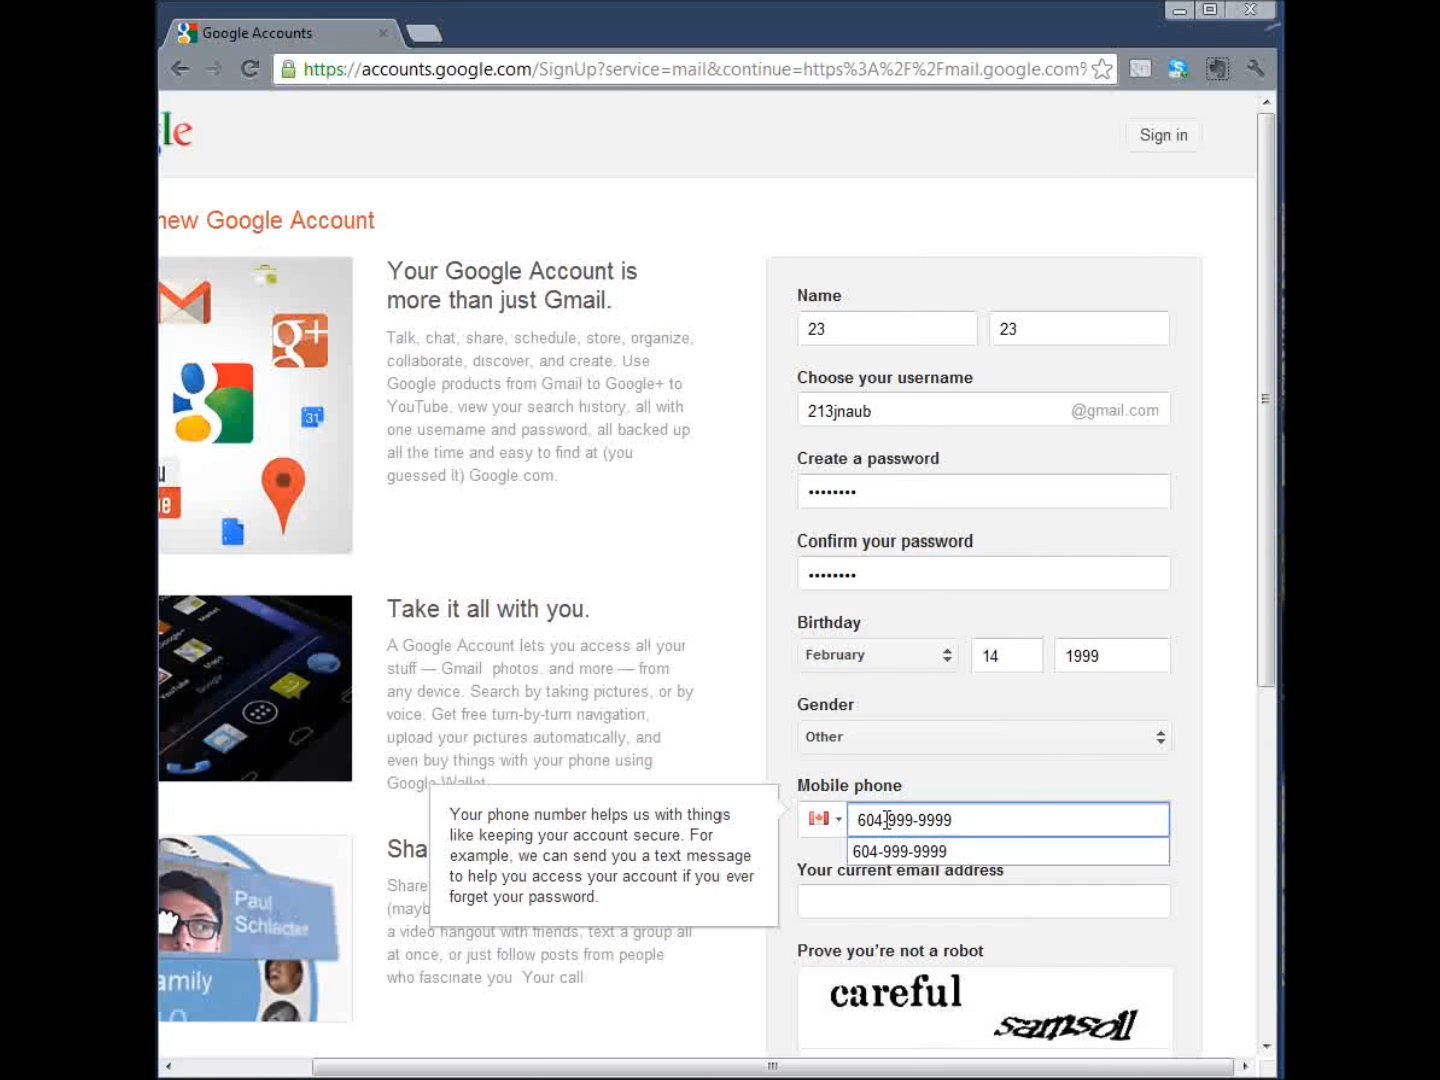 Google Accounts
https://accounts.google.com/SignUp?service=mail&continue=https%3A%2F%2Fmail.google.com%
le
Sign in
new Google Account
Your Google Account is
more than just Gmail.
Talk, chat, share, schedule, store, organize,
collaborate, discover, and create. Use
Google products from Gmail to Google+ to
YouTube, view your search history, all with
one username and password, all backed up
all the time and easy to find at (you
guessed it) Google.com.
g+
31
Take it all with you.
A Google Account lets you access all your
stuff — Gmail, photos, and more — from
any device. Search by taking pictures, or by
voice. Get free turn-by-turn navigation,
upload your pictures automatically, and
even buy things with your phone using
Google Wallet.
Sha
Share
(mayb
a video hangout with friends, text a group all
at once, or just follow posts from people
who fascinate you. Your call.
Paul
Schlacter
amily
Your phone number helps us with things
like keeping your account secure. For
example, we can send you a text message
to help you access your account if you ever
forget your password.
Name
23 23
Choose your username
213jnaub @gmail.com
Create a password
••••••••
Confirm your password
••••••••
Birthday
February 14 1999
Gender
Other
Mobile phone
604-999-9999
604-999-9999
Your current email address
Prove you're not a robot
careful
samsoll